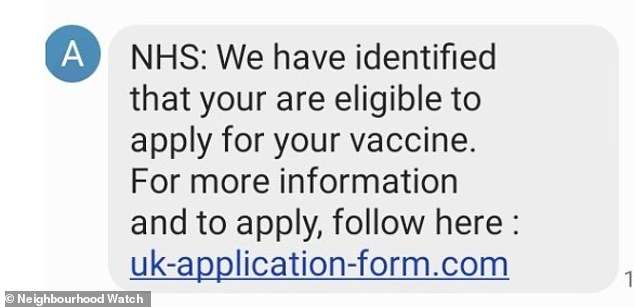 A
NHS: We have identified
that your are eligible to
apply for your vaccine.
For more information
and to apply, follow here :
uk-application-form.com
1
© Neighbourhood Watch